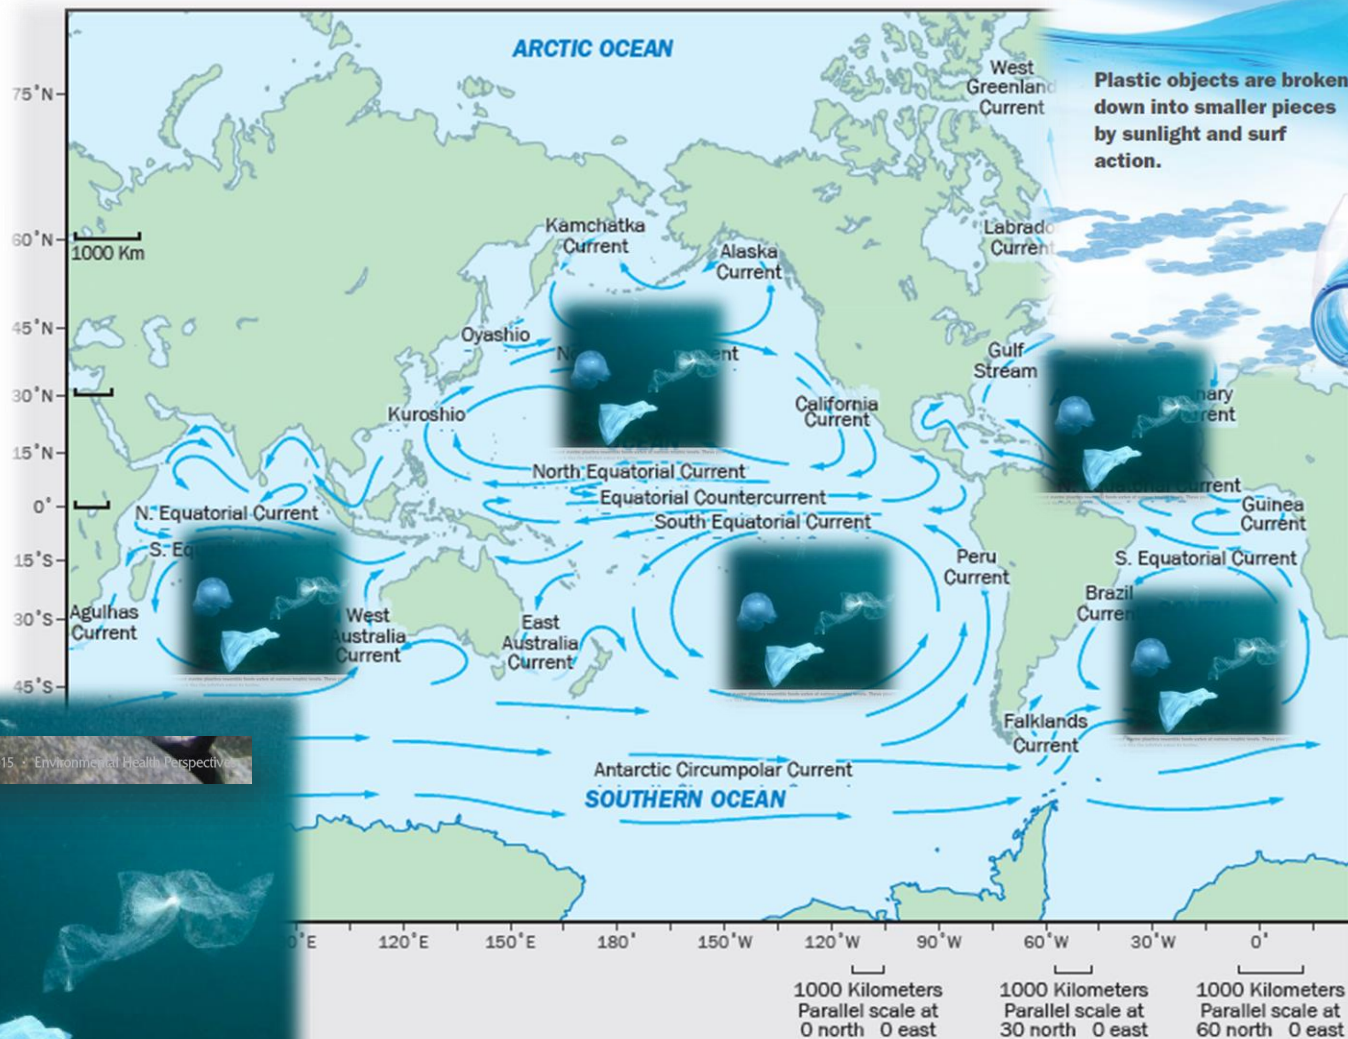 ARCTIC OCEAN
West
Greenland
Current
Plastic objects are broken
down into smaller pieces
by sunlight and surf
action.
75°N
60°N
1000 Km
45°N
30°N
15°N
0°
15°S
30°S
45°S
Kamchatka
Current
Alaska
Current
Labrado
Current
Oyashio
Gulf
Stream
Kuroshio
California
Current
North Equatorial Current
Equatorial Countercurrent
South Equatorial Current
N. Equatorial Current
Guinea
Current
S. Equatorial Current
Peru
Current
Brazil
Curren
Agulhas
Current
West
Australia
Current
East
Australia
Current
Falklands
Current
Antarctic Circumpolar Current
SOUTHERN OCEAN
15 : Environmental Health Perspective
120°E
150°E
180°
150°W
120°W
90°W
60°W
30°W
0°
1000 Kilometers
Parallel scale at
0 north 0 east
1000 Kilometers
Parallel scale at
30 north 0 east
1000 Kilometers
Parallel scale at
60 north 0 east